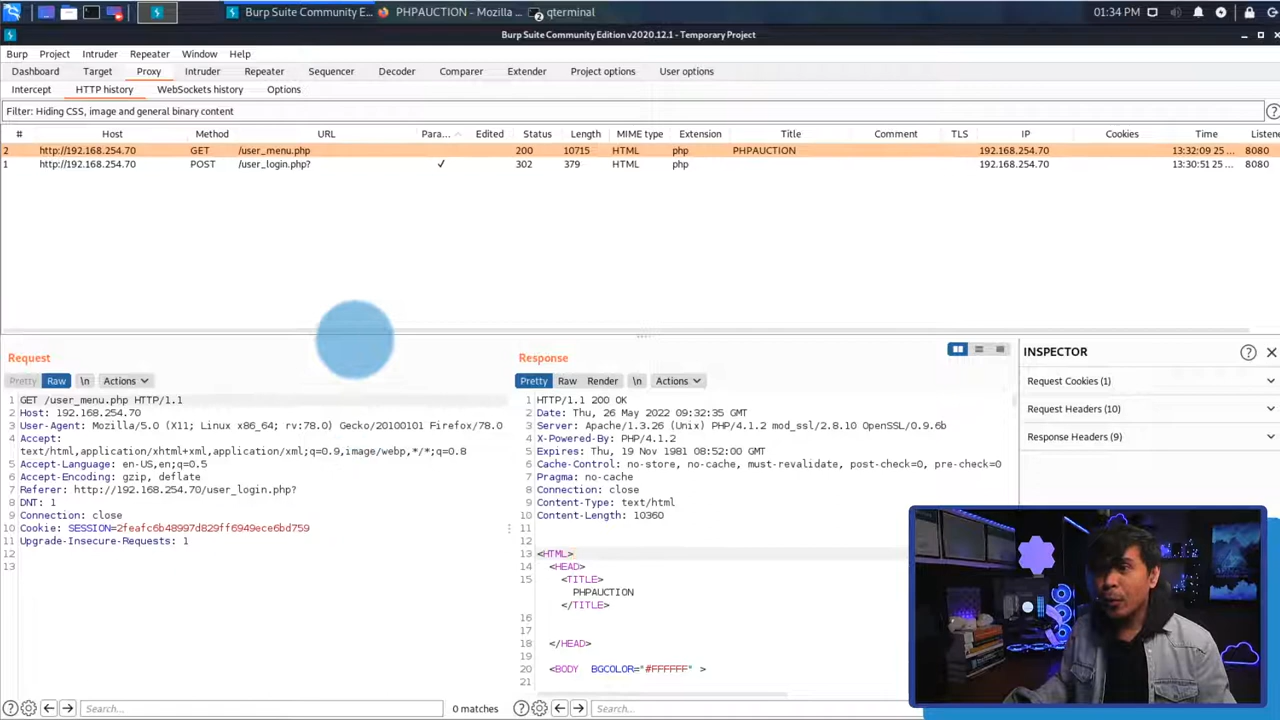 Burp Suite Community E... PHPAUCTION - Mozilla ... 2 qterminal 01:34 PM
Burp Suite Community Edition v2020.12.1 - Temporary Project
Burp Project Intruder Repeater Window Help
Dashboard Target Proxy Intruder Repeater Sequencer Decoder Comparer Extender Project options User options
Intercept HTTP history WebSockets history Options
Filter: Hiding CSS, image and general binary content
# Host Method URL Para... Edited Status Length MIME type Extension Title Comment TLS IP Cookies Time Listene
2 http://192.168.254.70 GET /user_menu.php 200 10715 HTML php PHPAUCTION 192.168.254.70 13:32:09 25 ... 8080
1 http://192.168.254.70 POST /user_login.php? ✓ 302 379 HTML php 192.168.254.70 13:30:51 25 ... 8080
Request
Pretty Raw \n Actions
1 GET /user_menu.php HTTP/1.1
2 Host: 192.168.254.70
3 User-Agent: Mozilla/5.0 (X11; Linux x86_64; rv:78.0) Gecko/20100101 Firefox/78.0
4 Accept:
text/html,application/xhtml+xml,application/xml;q=0.9,image/webp,*/*;q=0.8
5 Accept-Language: en-US,en;q=0.5
6 Accept-Encoding: gzip, deflate
7 Referer: http://192.168.254.70/user_login.php?
8 DNT: 1
9 Connection: close
10 Cookie: SESSION=2feafc6b48997d829ff6949ece6bd759
11 Upgrade-Insecure-Requests: 1
12
13
Search... 0 matches
Response
Pretty Raw Render \n Actions
1 HTTP/1.1 200 OK
2 Date: Thu, 26 May 2022 09:32:35 GMT
3 Server: Apache/1.3.26 (Unix) PHP/4.1.2 mod_ssl/2.8.10 OpenSSL/0.9.6b
4 X-Powered-By: PHP/4.1.2
5 Expires: Thu, 19 Nov 1981 08:52:00 GMT
6 Cache-Control: no-store, no-cache, must-revalidate, post-check=0, pre-check=0
7 Pragma: no-cache
8 Connection: close
9 Content-Type: text/html
10 Content-Length: 10360
11
12
13 <HTML>
14 <HEAD>
15 <TITLE>
PHPAUCTION
</TITLE>
16
17
18 </HEAD>
19
20 <BODY BGCOLOR="#FFFFFF" >
21
Search...
INSPECTOR
Request Cookies (1)
Request Headers (10)
Response Headers (9)